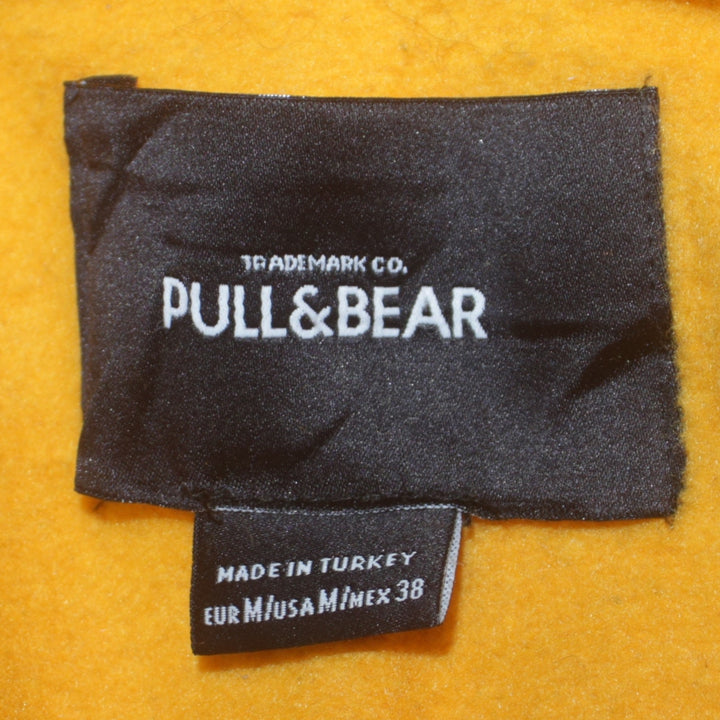 TRADEMARK CO.
PULL&BEAR
MADE IN TURKEY
EUR M/USA M/MEX 38